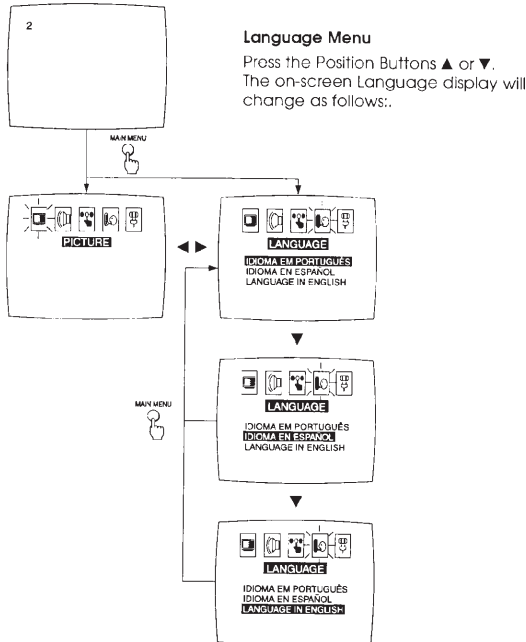 2
Language Menu
Press the Position Buttons ▲ or ▼.
The on-screen Language display will
change as follows:.
MAIN MENU
PICTURE
◀ ▶
LANGUAGE
IDIOMA EM PORTUGUÊS
IDIOMA EN ESPAÑOL
LANGUAGE IN ENGLISH
▼
MAIN MENU
LANGUAGE
IDIOMA EM PORTUGUÊS
IDIOMA EN ESPAÑOL
LANGUAGE IN ENGLISH
▼
LANGUAGE
IDIOMA EM PORTUGUÊS
IDIOMA EN ESPAÑOL
LANGUAGE IN ENGLISH